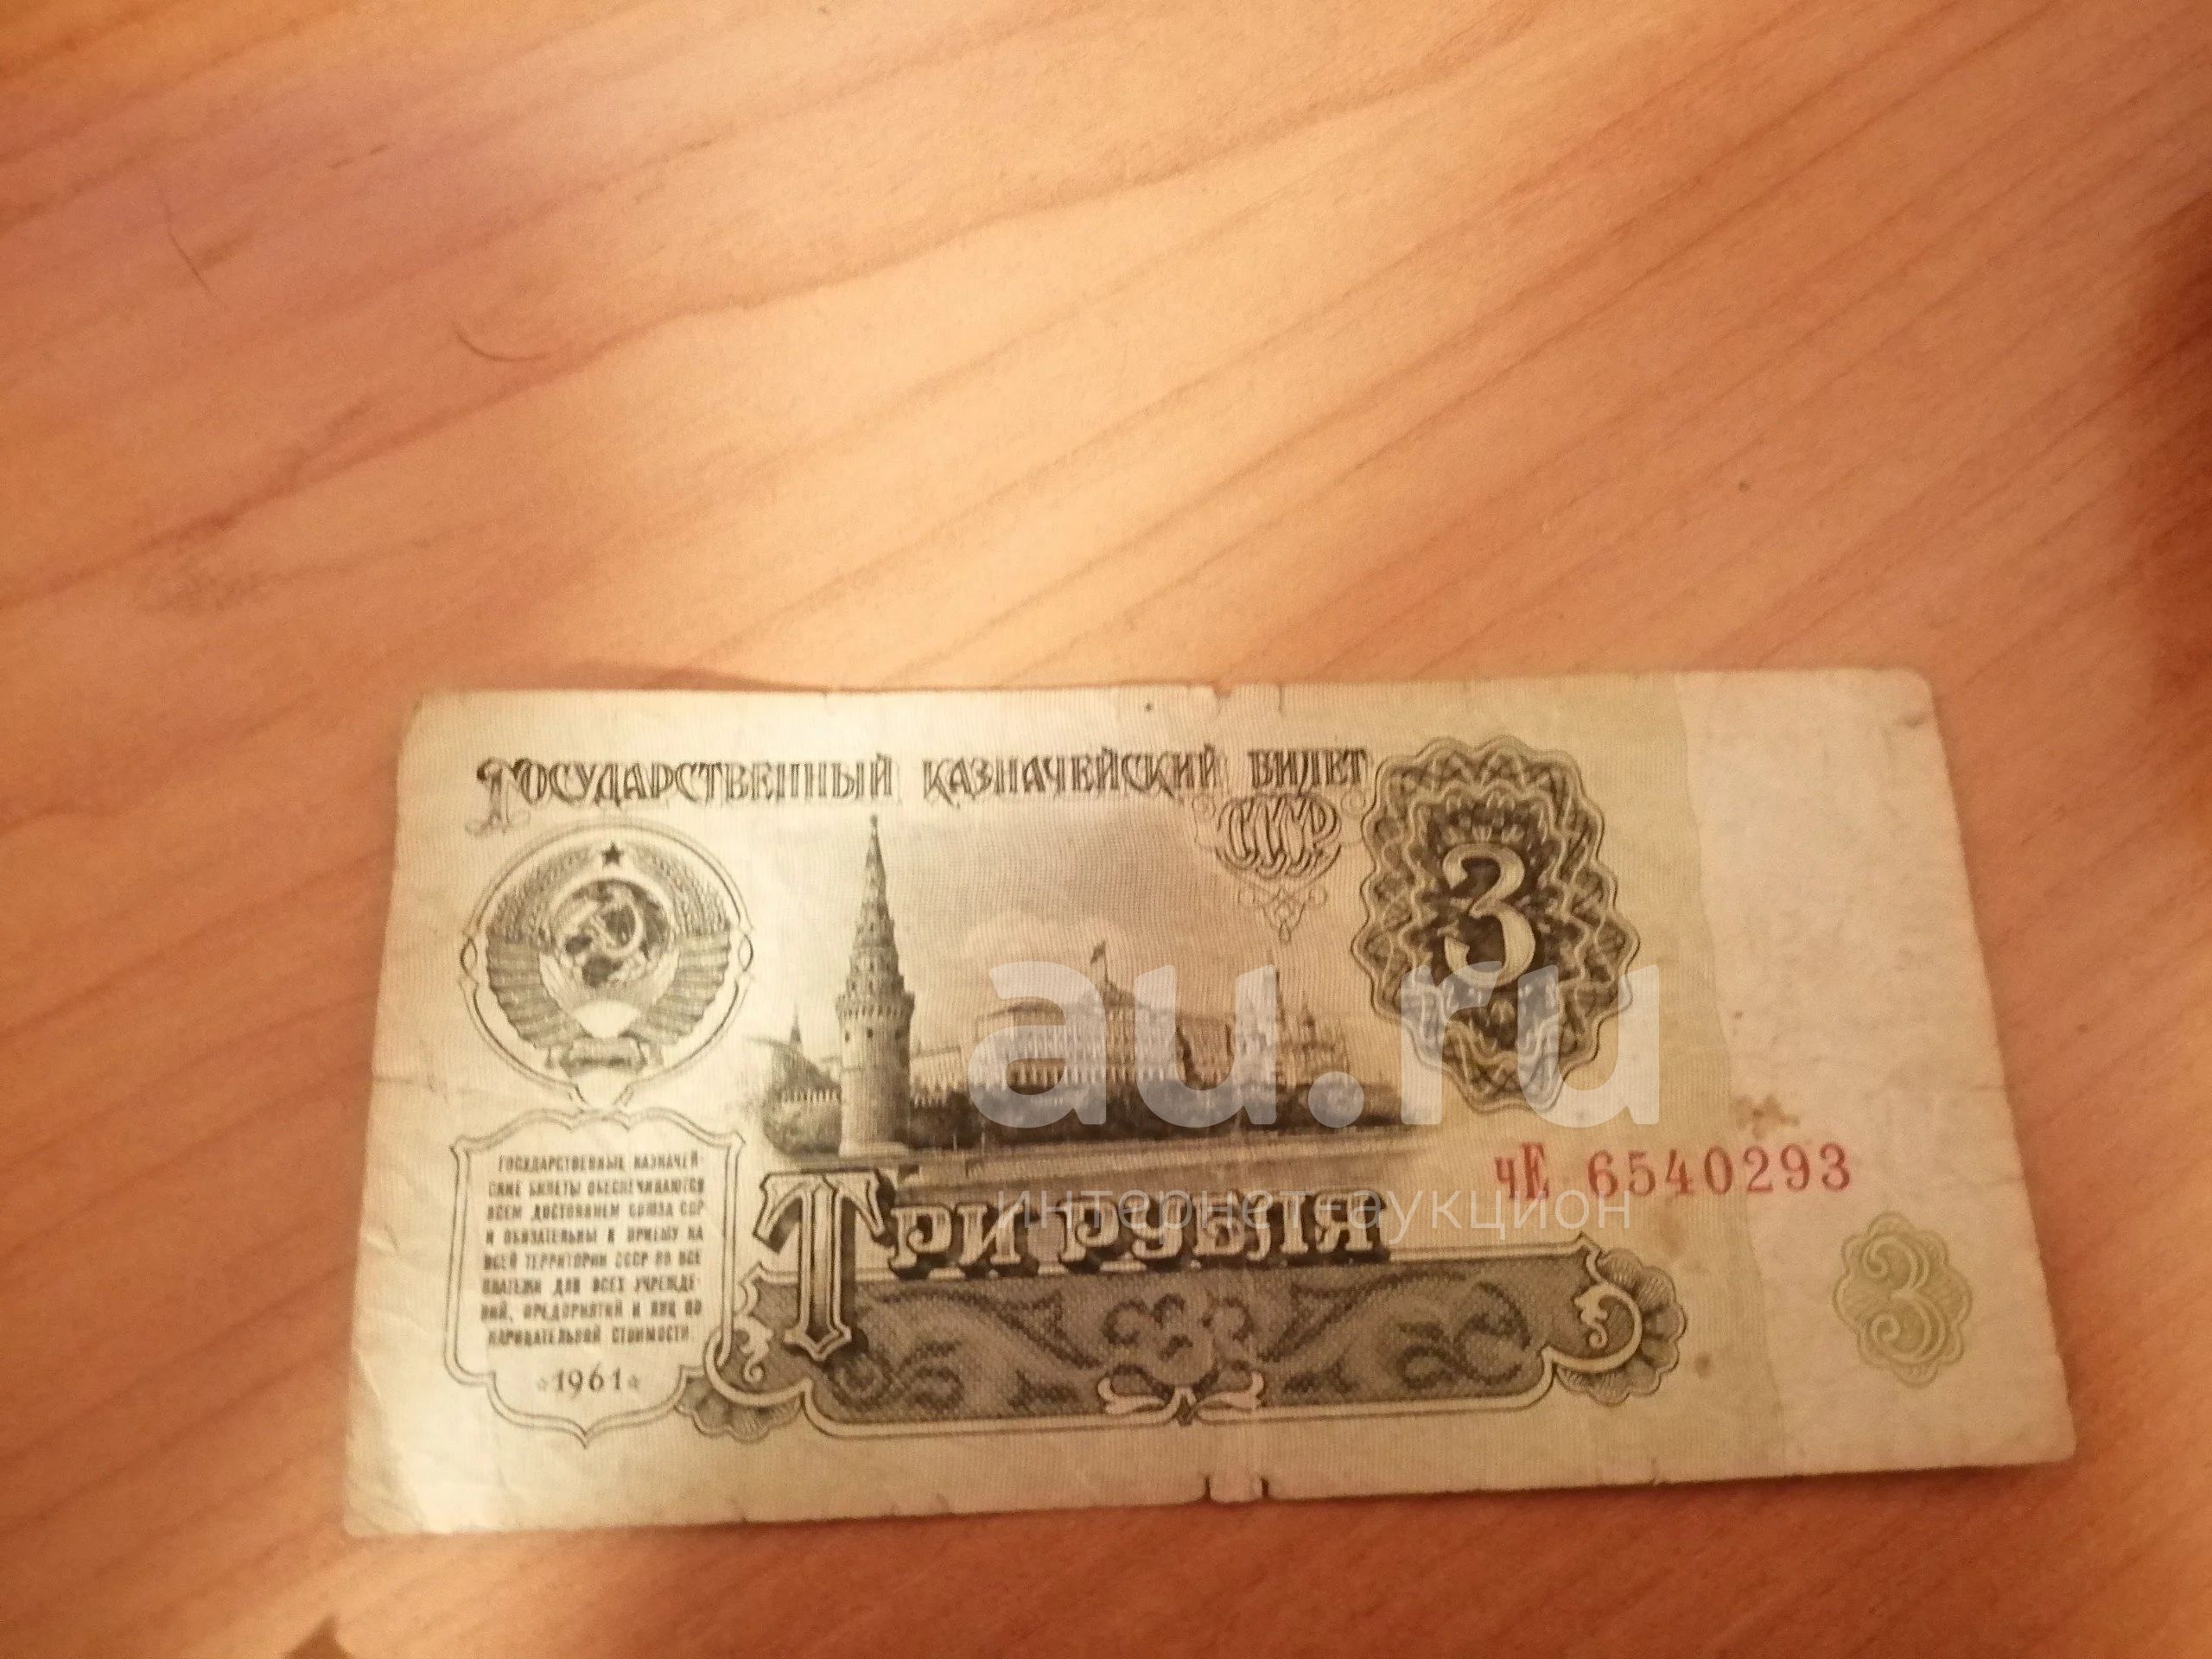 Государственный казначейский билет
СССР
3
Государственные казначей-
ские билеты обеспечиваются
всем достоянием Союза ССР
и обязательны к приему на
всей территории СССР во все
платежи для всех учрежде-
ний, предприятий и лиц по
нарицательной стоимости.
1961
Три рубля
чЕ 6540293
3
au.ru
интернет-аукцион